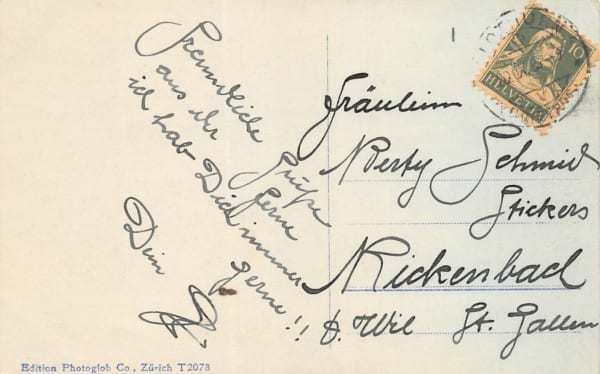 Freundliche Grüße
aus der Ferne
ich hab Dich immer
gerne!!
Dein
Fräulein
Berty Schmid
Stickers
Rickenbach
b. Wil St. Gallen
10
HELVETIA
Edition Photoglob Co., Zürich T 2078